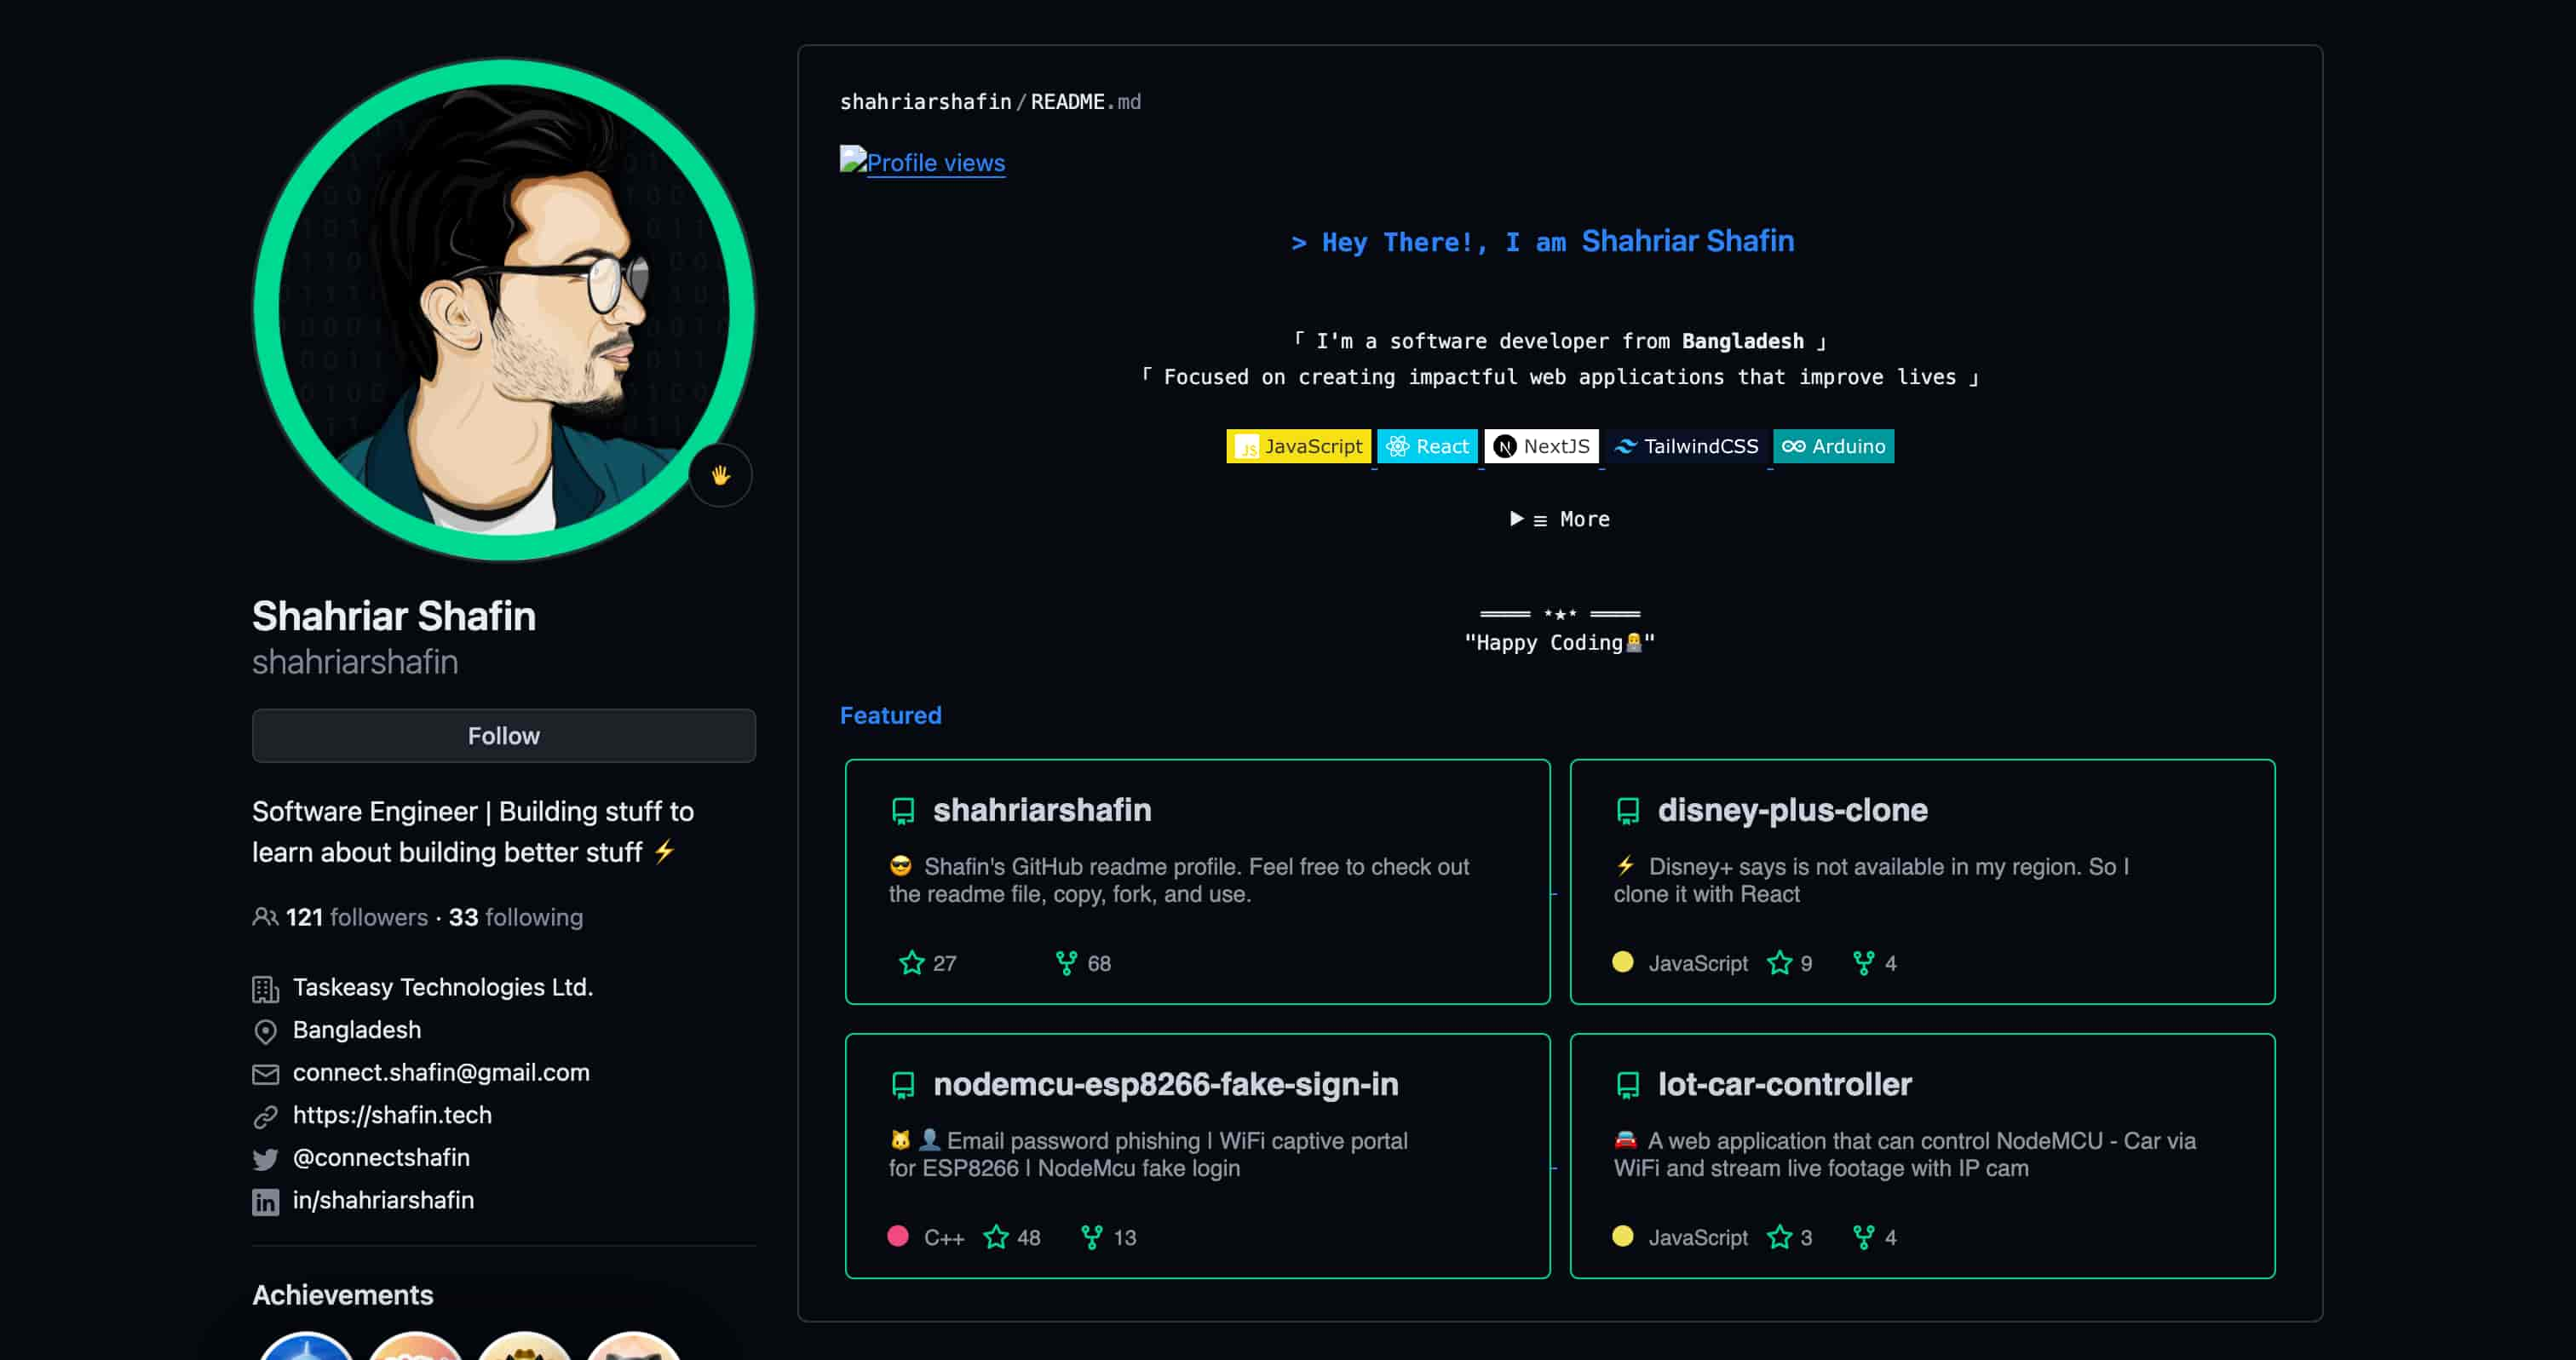 Shahriar Shafin
shahriarshafin
Follow
Software Engineer | Building stuff to
learn about building better stuff ⚡
121 followers · 33 following
Taskeasy Technologies Ltd.
Bangladesh
connect.shafin@gmail.com
https://shafin.tech
@connectshafin
in/shahriarshafin
Achievements
shahriarshafin/README.md
Profile views
> Hey There!, I am Shahriar Shafin
「 I'm a software developer from Bangladesh 」
「 Focused on creating impactful web applications that improve lives 」
JS JavaScript React N NextJS TailwindCSS Arduino
▶ ≡ More
════ ⋆★⋆ ════
"Happy Coding👨‍💻"
Featured
shahriarshafin
😎 Shafin's GitHub readme profile. Feel free to check out
the readme file, copy, fork, and use.
27 68
disney-plus-clone
⚡ Disney+ says is not available in my region. So I
clone it with React
JavaScript 9 4
nodemcu-esp8266-fake-sign-in
🐱 👤 Email password phishing | WiFi captive portal
for ESP8266 | NodeMcu fake login
C++ 48 13
lot-car-controller
🚘 A web application that can control NodeMCU - Car via
WiFi and stream live footage with IP cam
JavaScript 3 4